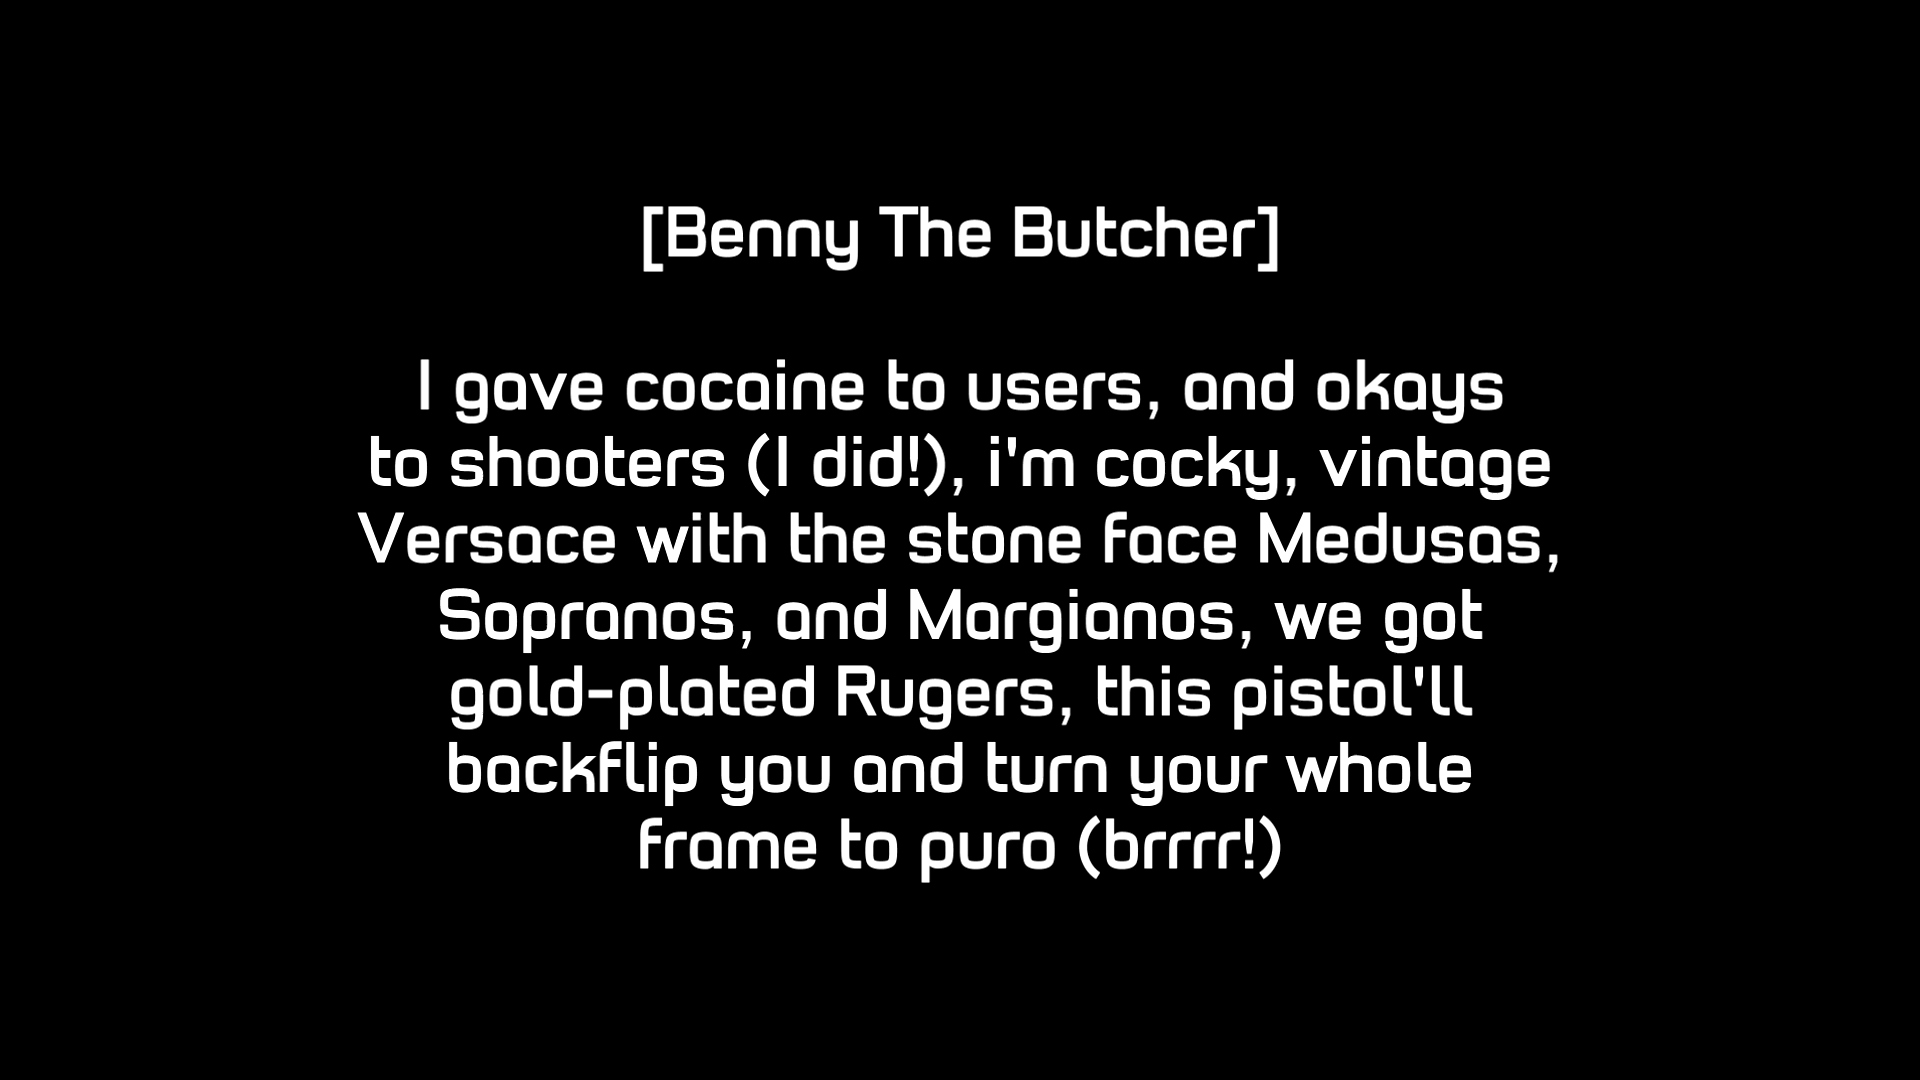 [Benny The Butcher]
I gave cocaine to users, and okays
to shooters (I did!), i'm cocky, vintage
Versace with the stone face Medusas,
Sopranos, and Margianos, we got
gold-plated Rugers, this pistol'll
backflip you and turn your whole
frame to puro (brrrr!)